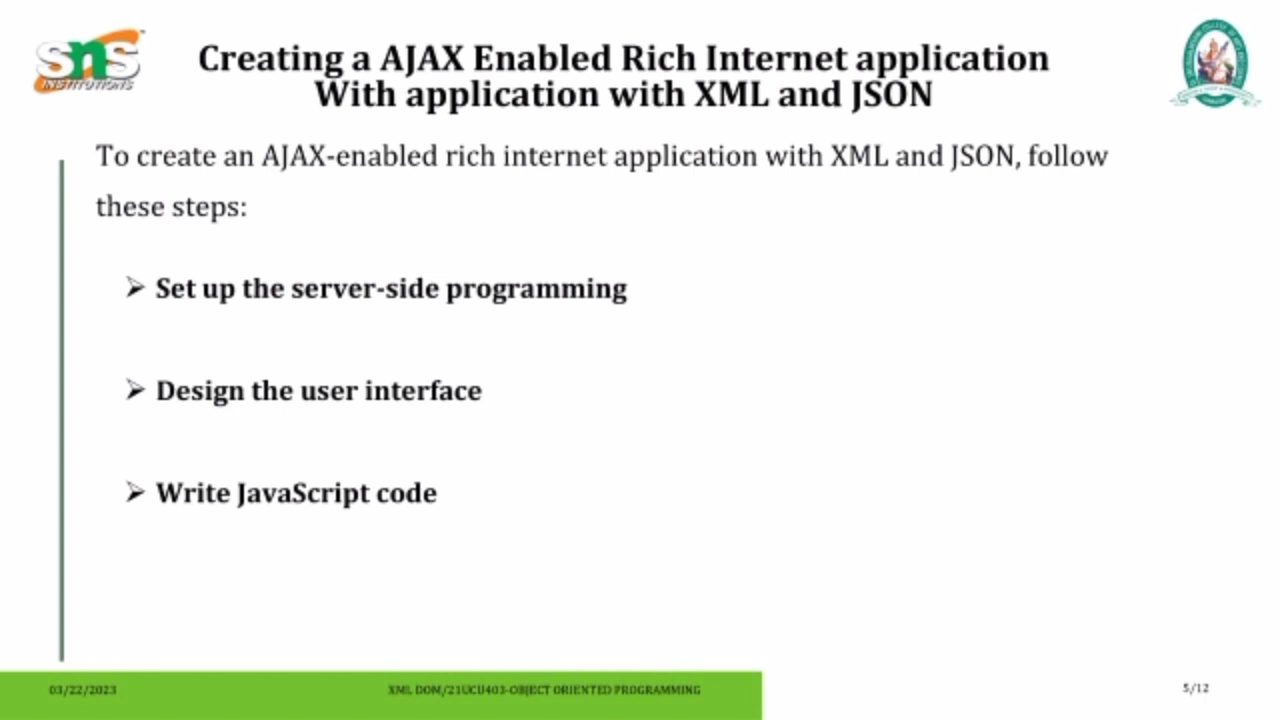 sns
INSTITUTIONS
Creating a AJAX Enabled Rich Internet application
With application with XML and JSON
To create an AJAX-enabled rich internet application with XML and JSON, follow
these steps:
➢ Set up the server-side programming
➢ Design the user interface
➢ Write JavaScript code
03/22/2023
XML DOM/21UCU403-OBJECT ORIENTED PROGRAMMING
5/12